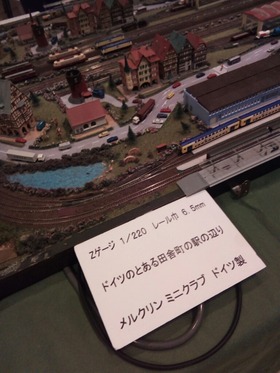 Zゲージ 1/220 レール巾 6.5mm
ドイツのとある田舎町の駅の辺り
メルクリン ミニクラブ ドイツ製